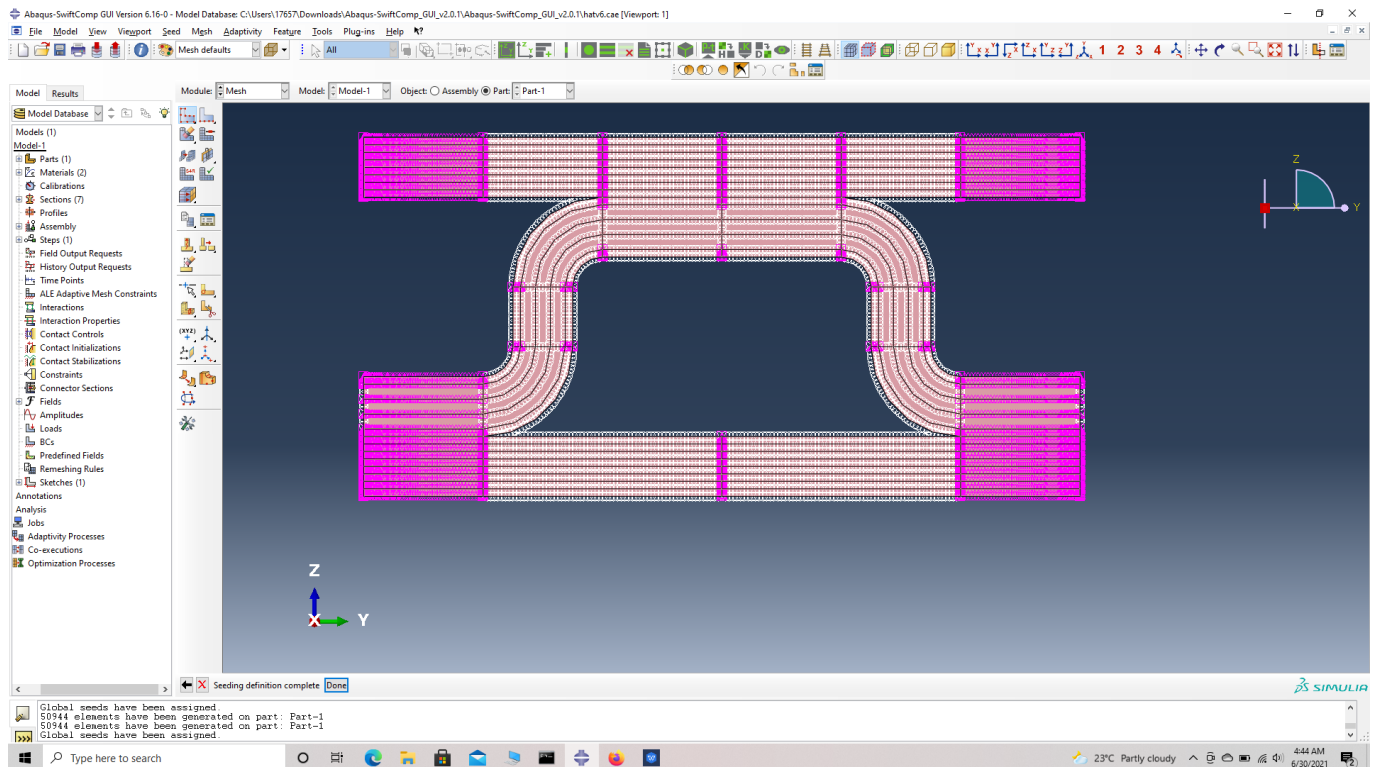 Abaqus-SwiftComp GUI Version 6.16-0 - Model Database: C:\Users\17657\Downloads\Abaqus-SwiftComp_GUI_v2.0.1\Abaqus-SwiftComp_GUI_v2.0.1\hatv6.cae [Viewport: 1]
File Model View Viewport Seed Mesh Adaptivity Feature Tools Plug-ins Help
Mesh defaults All 1 2 3 4
Model Results Module: Mesh Model: Model-1 Object: Assembly Part: Part-1
Model Database
Models (1)
Model-1
Parts (1)
Materials (2)
Calibrations
Sections (7)
Profiles
Assembly
Steps (1)
Field Output Requests
History Output Requests
Time Points
ALE Adaptive Mesh Constraints
Interactions
Interaction Properties
Contact Controls
Contact Initializations
Contact Stabilizations
Constraints
Connector Sections
Fields
Amplitudes
Loads
BCs
Predefined Fields
Remeshing Rules
Sketches (1)
Annotations
Analysis
Jobs
Adaptivity Processes
Co-executions
Optimization Processes
(XYZ)
Z
X Y
Z
X Y
Seeding definition complete Done
SIMULIA
Global seeds have been assigned.
50944 elements have been generated on part: Part-1
50944 elements have been generated on part: Part-1
Global seeds have been assigned.
Type here to search
23°C Partly cloudy
4:44 AM
6/30/2021